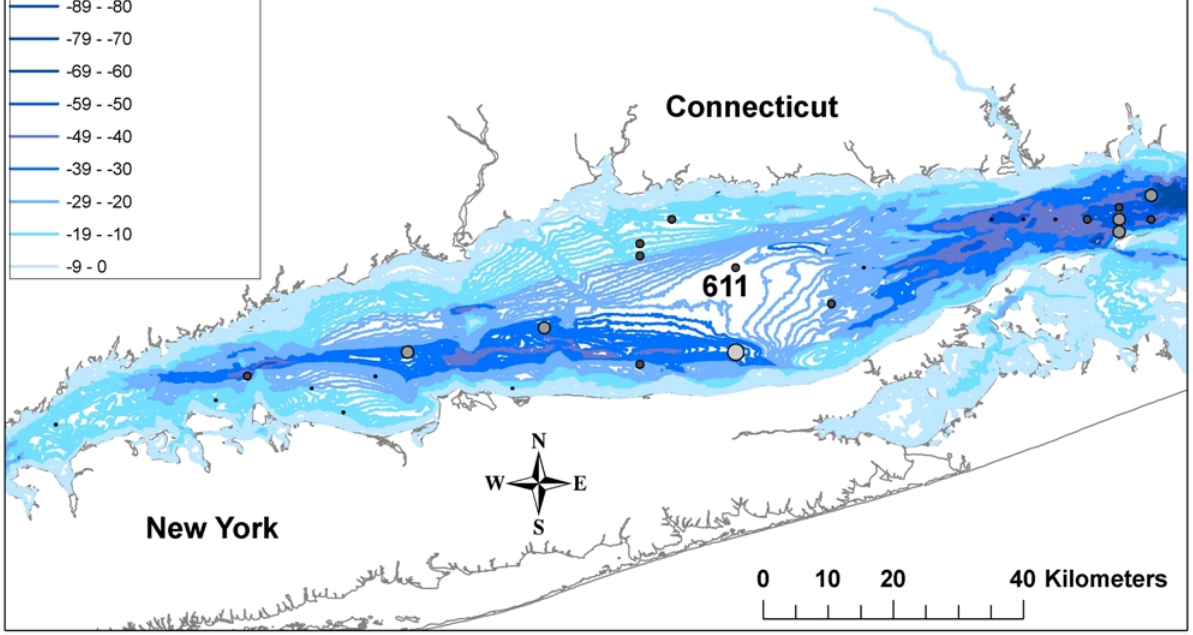 -89 - -80
-79 - -70
-69 - -60
-59 - -50
-49 - -40
-39 - -30
-29 - -20
-19 - -10
-9 - 0
Connecticut
611
N
W E
S
New York
0 10 20 40 Kilometers